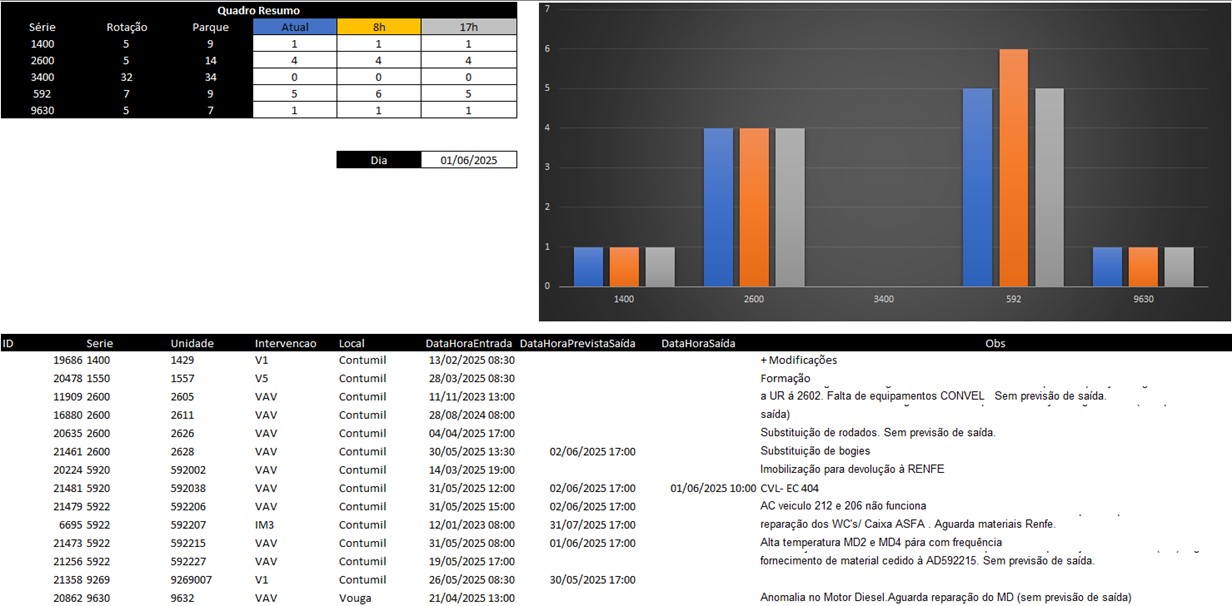 Quadro Resumo
Série Rotação Parque Atual 8h 17h
1400 5 9 1 1 1
2600 5 14 4 4 4
3400 32 34 0 0 0
592 7 9 5 6 5
9630 5 7 1 1 1
Dia 01/06/2025
7
6
5
4
3
2
1
0
1400 2600 3400 592 9630
ID Serie Unidade Intervencao Local DataHoraEntrada DataHoraPrevistaSaída DataHoraSaída Obs
19686 1400 1429 V1 Contumil 13/02/2025 08:30 + Modificações
20478 1550 1557 V5 Contumil 28/03/2025 08:30 Formação
11909 2600 2605 VAV Contumil 11/11/2023 13:00 a UR á 2602. Falta de equipamentos CONVEL Sem previsão de saída.
16880 2600 2611 VAV Contumil 28/08/2024 08:00 saída)
20635 2600 2626 VAV Contumil 04/04/2025 17:00 Substituição de rodados. Sem previsão de saída.
21461 2600 2628 VAV Contumil 30/05/2025 13:30 02/06/2025 17:00 Substituição de bogies
20224 5920 592002 VAV Contumil 14/03/2025 19:00 Imobilização para devolução à RENFE
21481 5920 592038 VAV Contumil 31/05/2025 12:00 02/06/2025 17:00 01/06/2025 10:00 CVL- EC 404
21479 5922 592206 VAV Contumil 31/05/2025 15:00 02/06/2025 17:00 AC veiculo 212 e 206 não funciona
6695 5922 592207 IM3 Contumil 12/01/2023 08:00 31/07/2025 17:00 reparação dos WC's/ Caixa ASFA . Aguarda materiais Renfe.
21473 5922 592215 VAV Contumil 31/05/2025 08:00 01/06/2025 17:00 Alta temperatura MD2 e MD4 pára com frequência
21256 5922 592227 VAV Contumil 19/05/2025 17:00 fornecimento de material cedido à AD592215. Sem previsão de saída.
21358 9269 9269007 V1 Contumil 26/05/2025 08:30 30/05/2025 17:00
20862 9630 9632 VAV Vouga 21/04/2025 13:00 Anomalia no Motor Diesel.Aguarda reparação do MD (sem previsão de saída)